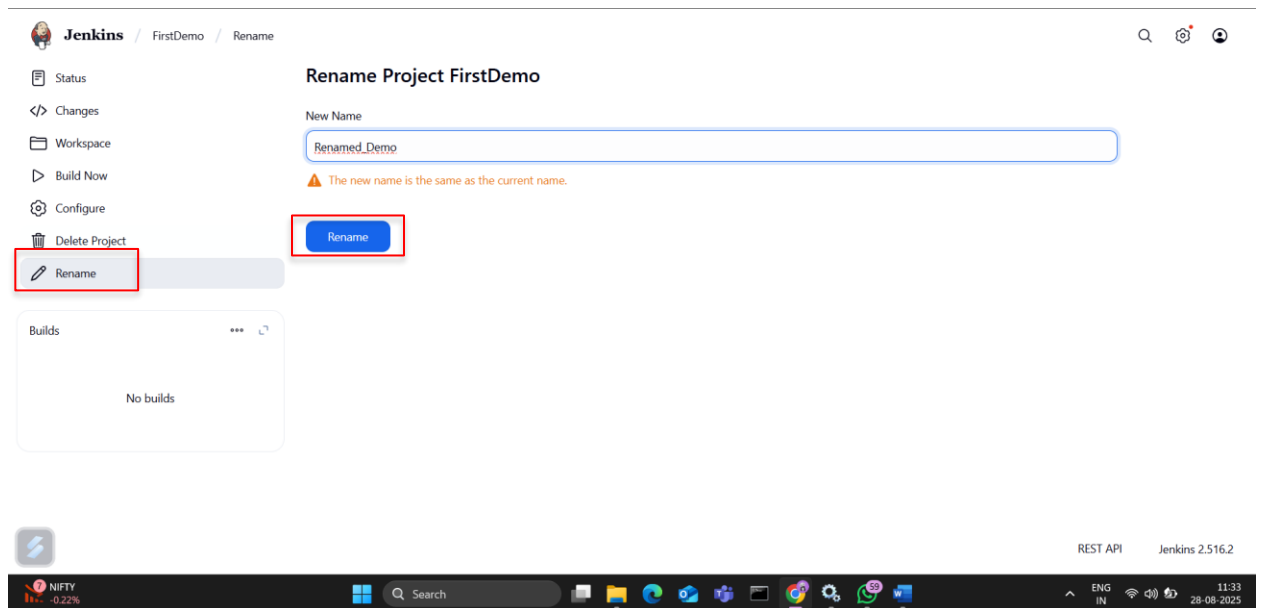 Jenkins / FirstDemo / Rename
Status
Changes
Workspace
Build Now
Configure
Delete Project
Rename
Builds
No builds
Rename Project FirstDemo
New Name
Renamed_Demo
The new name is the same as the current name.
Rename
REST API Jenkins 2.516.2
7 NIFTY
-0.22%
Search
59
ENG
IN
11:33
28-08-2025